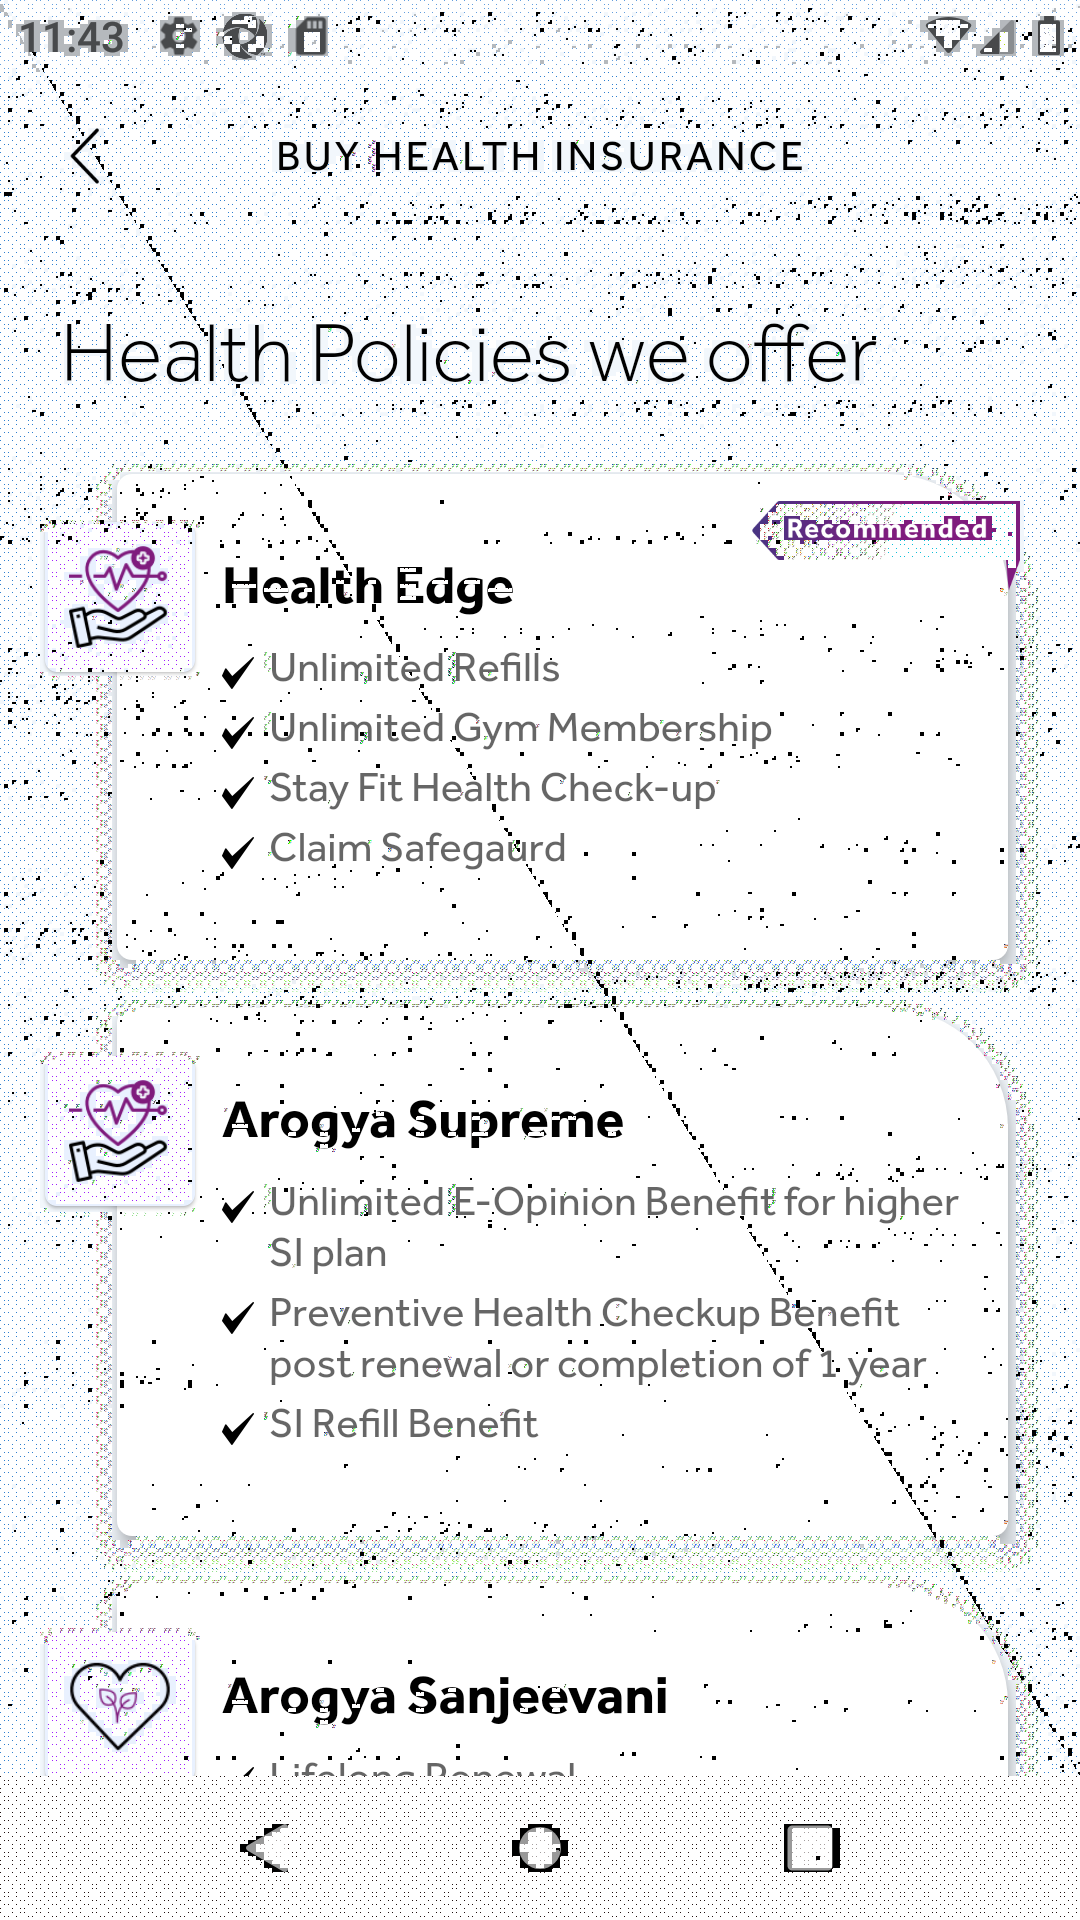 11:43
BUY HEALTH INSURANCE
Health Policies we offer
Recommended
Health Edge
Unlimited Refills
Unlimited Gym Membership
Stay Fit Health Check-up
Claim Safegaurd
Arogya Supreme
Unlimited E-Opinion Benefit for higher
SI plan
Preventive Health Checkup Benefit
post renewal or completion of 1 year
SI Refill Benefit
Arogya Sanjeevani
Lifelong Renewal